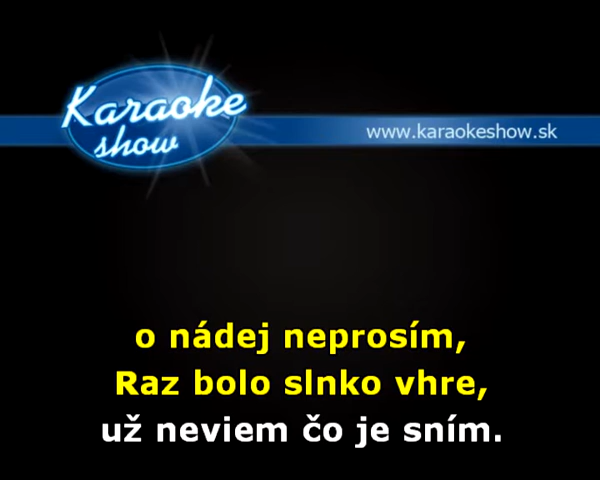 Karaoke
show
www.karaokeshow.sk
o nádej neprosím,
Raz bolo slnko vhre,
už neviem čo je sním.